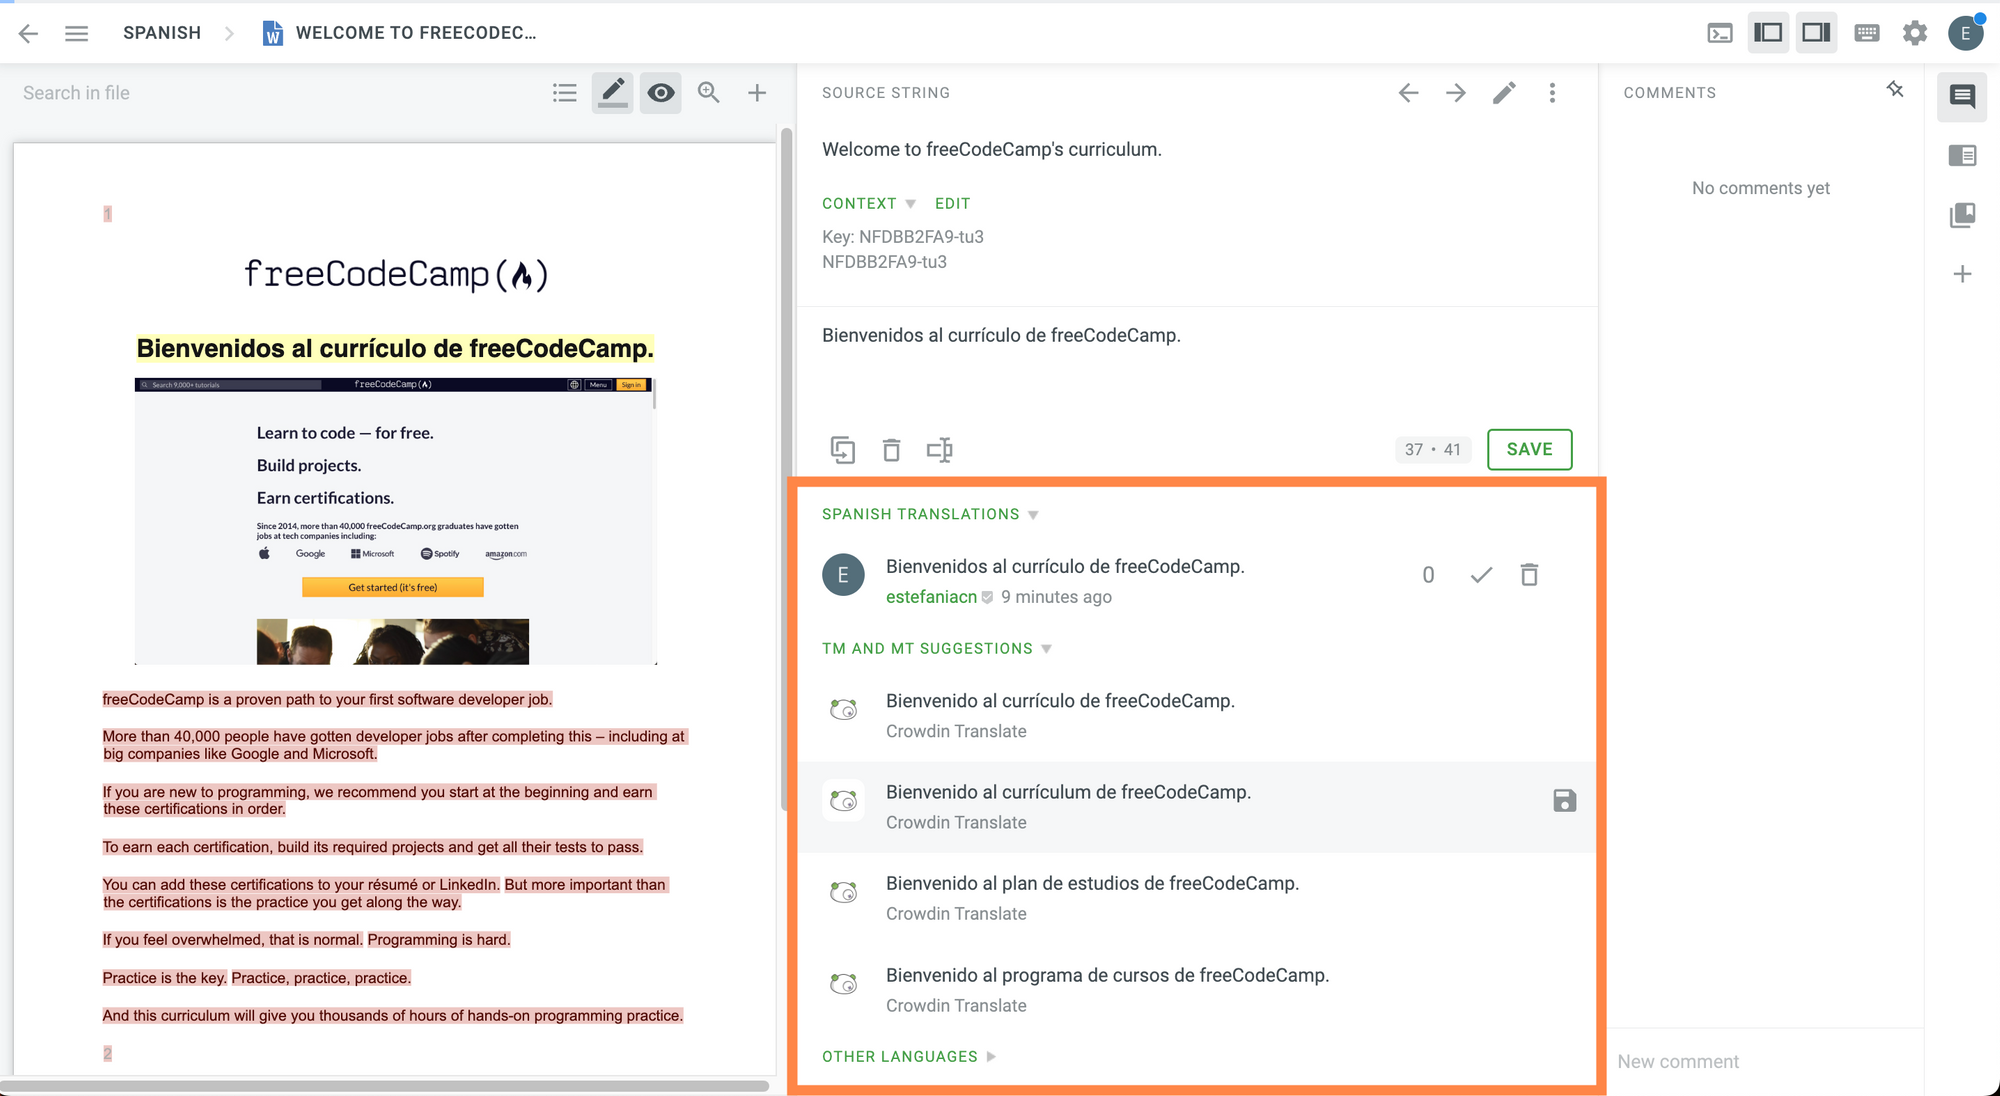 SPANISH
WELCOME TO FREECODEC...
E
Search in file
1
freeCodeCamp(🔥)
Bienvenidos al currículo de freeCodeCamp.
Search 9,000+ tutorials
freeCodeCamp(🔥)
Menu
Sign in
Learn to code — for free.
Build projects.
Earn certifications.
Since 2014, more than 40,000 freeCodeCamp.org graduates have gotten
jobs at tech companies including:
Google
Microsoft
Spotify
amazon.com
Get started (it's free)
freeCodeCamp is a proven path to your first software developer job.
More than 40,000 people have gotten developer jobs after completing this – including at
big companies like Google and Microsoft.
If you are new to programming, we recommend you start at the beginning and earn
these certifications in order.
To earn each certification, build its required projects and get all their tests to pass.
You can add these certifications to your résumé or LinkedIn. But more important than
the certifications is the practice you get along the way.
If you feel overwhelmed, that is normal. Programming is hard.
Practice is the key. Practice, practice, practice.
And this curriculum will give you thousands of hours of hands-on programming practice.
2
SOURCE STRING
Welcome to freeCodeCamp's curriculum.
CONTEXT EDIT
Key: NFDBB2FA9-tu3
NFDBB2FA9-tu3
Bienvenidos al currículo de freeCodeCamp.
37 • 41
SAVE
SPANISH TRANSLATIONS
E
Bienvenidos al currículo de freeCodeCamp.
0
estefaniacn 9 minutes ago
TM AND MT SUGGESTIONS
Bienvenido al currículo de freeCodeCamp.
Crowdin Translate
Bienvenido al currículum de freeCodeCamp.
Crowdin Translate
Bienvenido al plan de estudios de freeCodeCamp.
Crowdin Translate
Bienvenido al programa de cursos de freeCodeCamp.
Crowdin Translate
OTHER LANGUAGES
COMMENTS
No comments yet
New comment